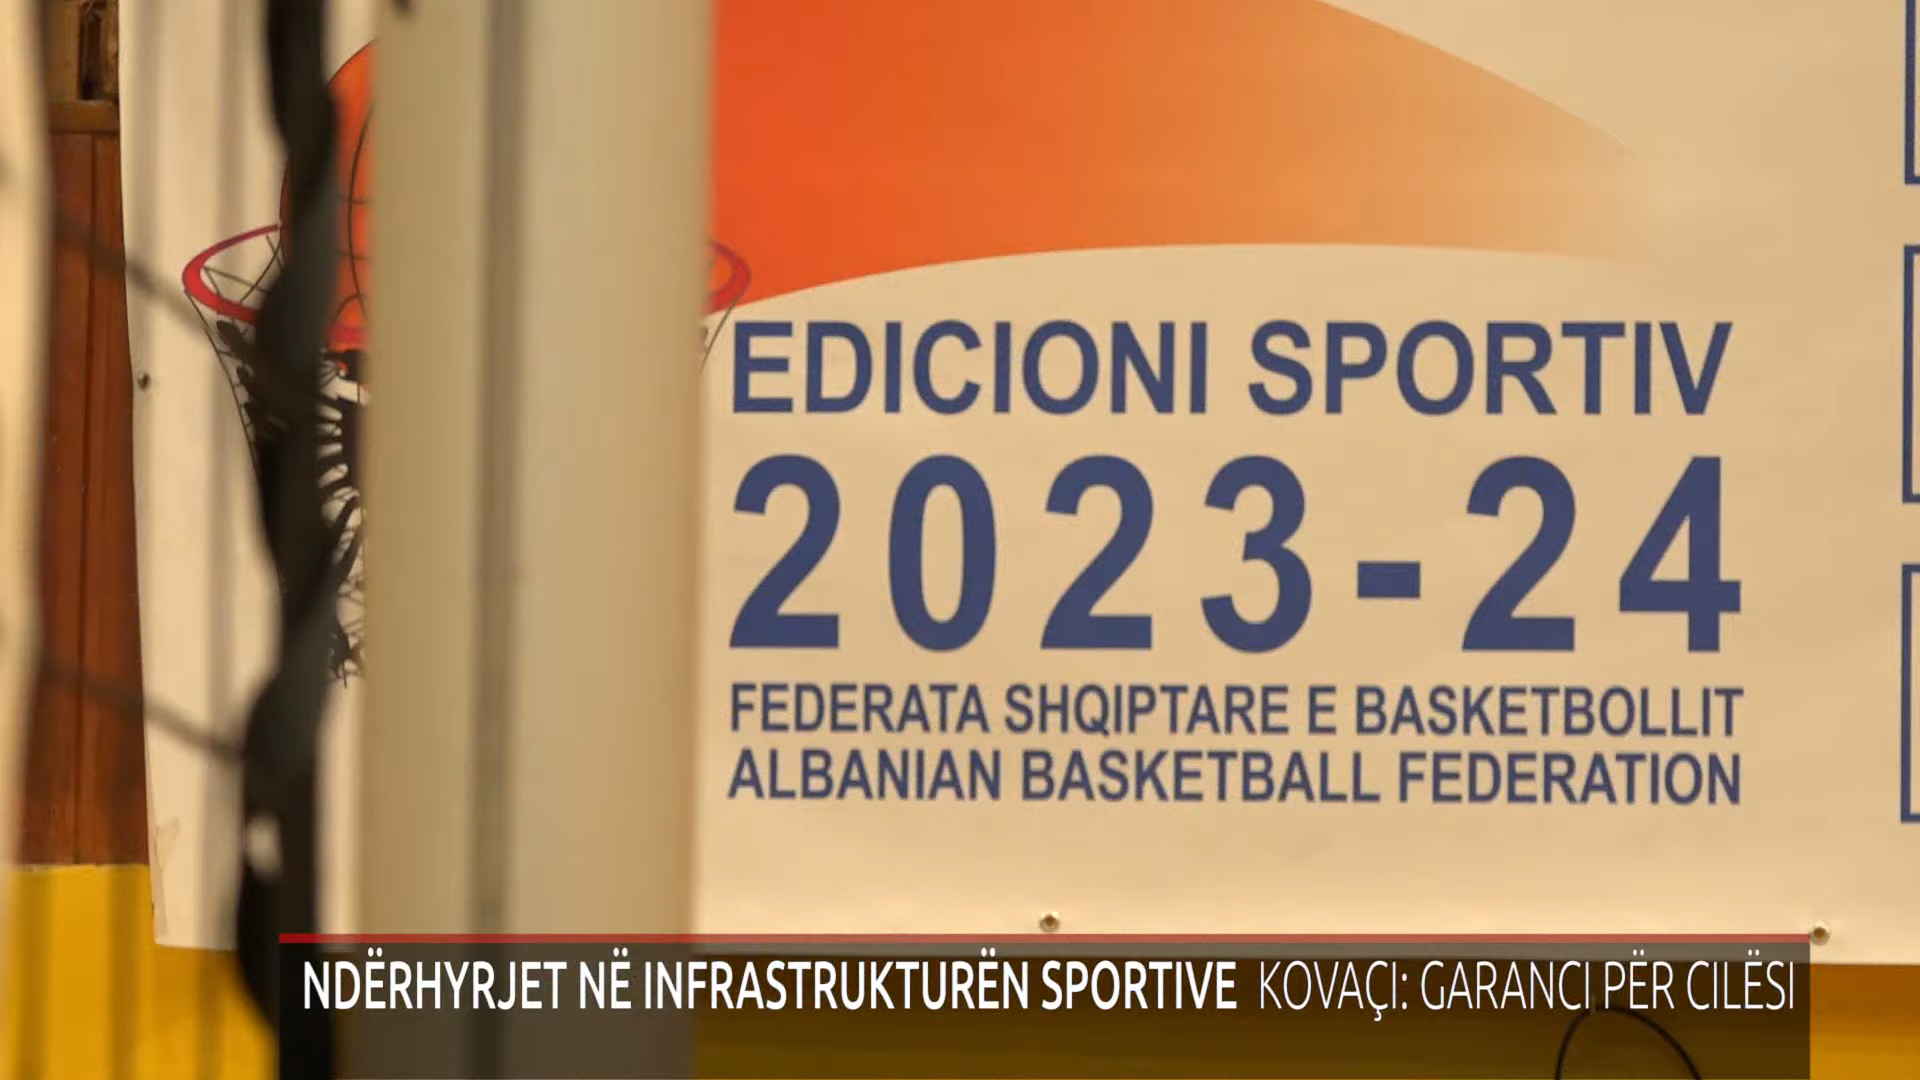 EDICIONI SPORTIV
2023-24
FEDERATA SHQIPTARE E BASKETBOLLIT
ALBANIAN BASKETBALL FEDERATION
NDËRHYRJET NË INFRASTRUKTURËN SPORTIVE KOVAÇI: GARANCI PËR CILËSI